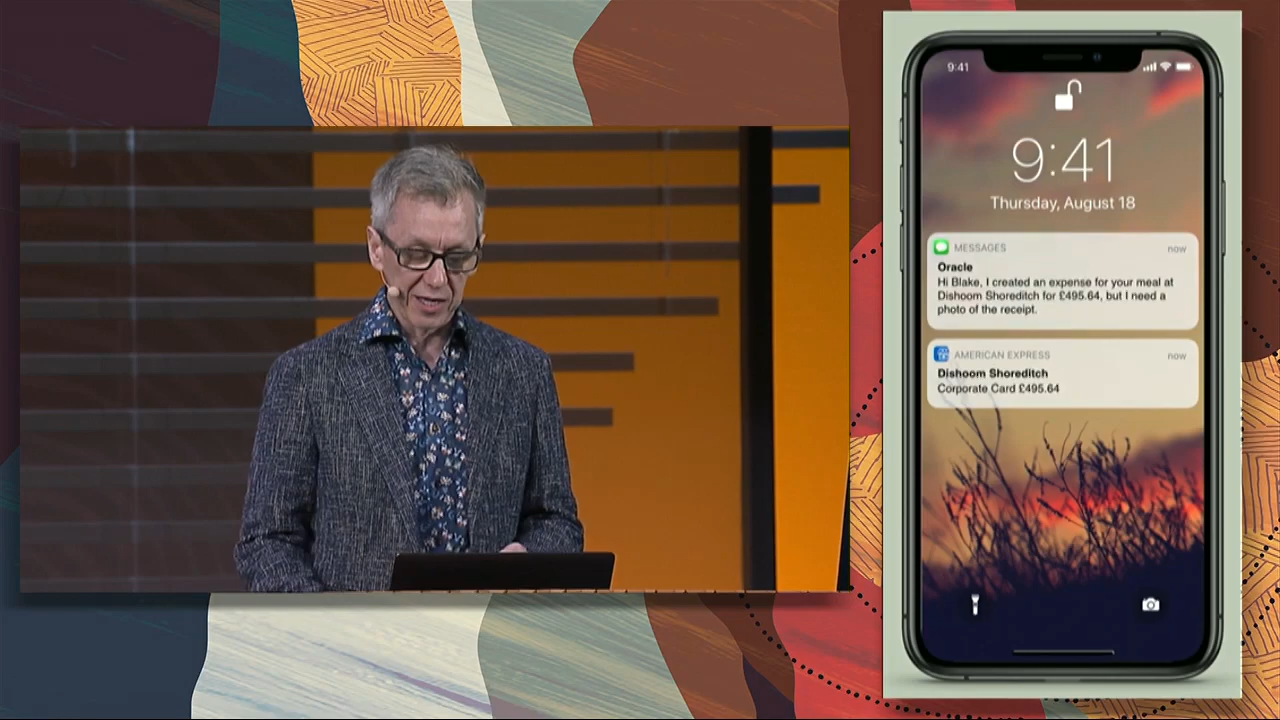 9:41
9:41
Thursday, August 18
MESSAGES now
Oracle
Hi Blake, I created an expense for your meal at
Dishoom Shoreditch for £495.64, but I need a
photo of the receipt.
AMERICAN EXPRESS now
Dishoom Shoreditch
Corporate Card £495.64